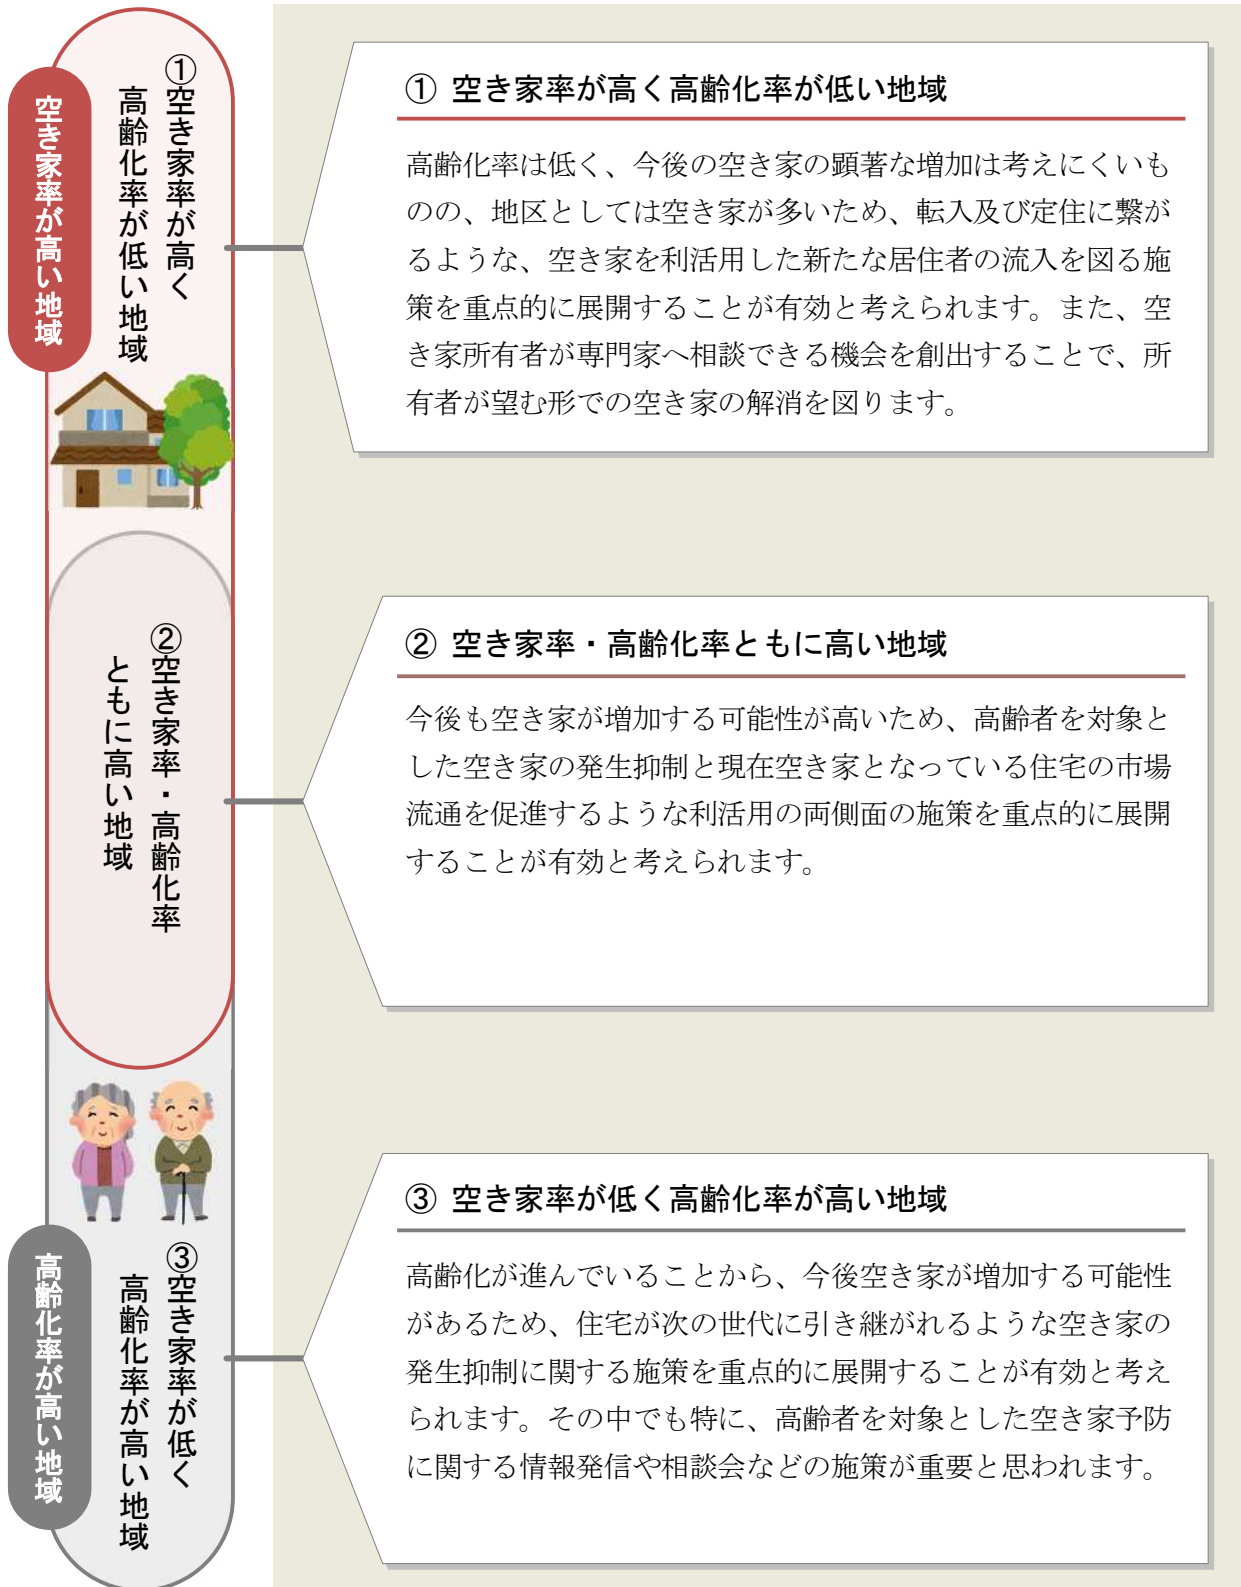 空き家率が高い地域
①空き家率が高く
高齢化率が低い地域
① 空き家率が高く高齢化率が低い地域
高齢化率は低く、今後の空き家の顕著な増加は考えにくいも
のの、地区としては空き家が多いため、転入及び定住に繋が
るような、空き家を利活用した新たな居住者の流入を図る施
策を重点的に展開することが有効と考えられます。また、空
き家所有者が専門家へ相談できる機会を創出することで、所
有者が望む形での空き家の解消を図ります。
②空き家率・高齢化率
ともに高い地域
② 空き家率・高齢化率ともに高い地域
今後も空き家が増加する可能性が高いため、高齢者を対象と
した空き家の発生抑制と現在空き家となっている住宅の市場
流通を促進するような利活用の両側面の施策を重点的に展開
することが有効と考えられます。
高齢化率が高い地域
③空き家率が低く
高齢化率が高い地域
③ 空き家率が低く高齢化率が高い地域
高齢化が進んでいることから、今後空き家が増加する可能性
があるため、住宅が次の世代に引き継がれるような空き家の
発生抑制に関する施策を重点的に展開することが有効と考え
られます。その中でも特に、高齢者を対象とした空き家予防
に関する情報発信や相談会などの施策が重要と思われます。